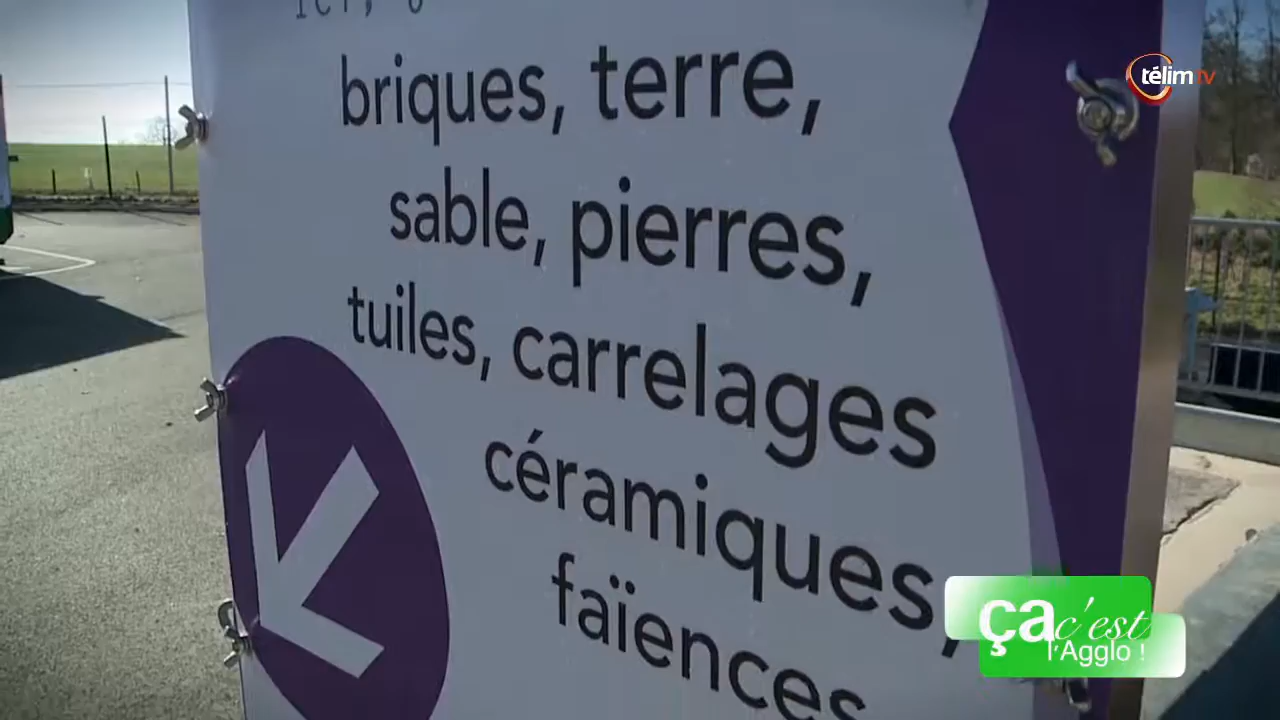 télim tv
briques, terre,
sable, pierres,
tuiles, carrelages
céramiques,
faïences
ça c'est
l'Agglo !